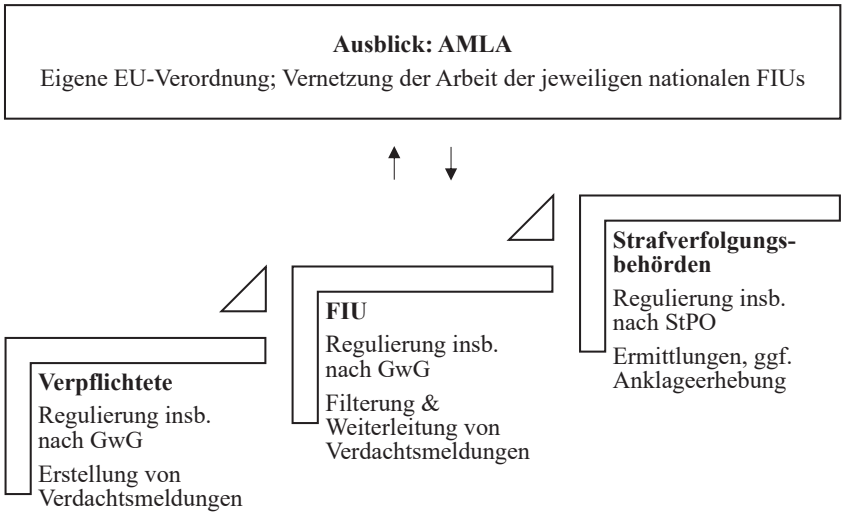 Ausblick: AMLA
Eigene EU-Verordnung; Vernetzung der Arbeit der jeweiligen nationalen FIUs
Verpflichtete
Regulierung insb.
nach GwG
Erstellung von
Verdachtsmeldungen
FIU
Regulierung insb.
nach GwG
Filterung &
Weiterleitung von
Verdachtsmeldungen
Strafverfolgungs-
behörden
Regulierung insb.
nach StPO
Ermittlungen, ggf.
Anklageerhebung